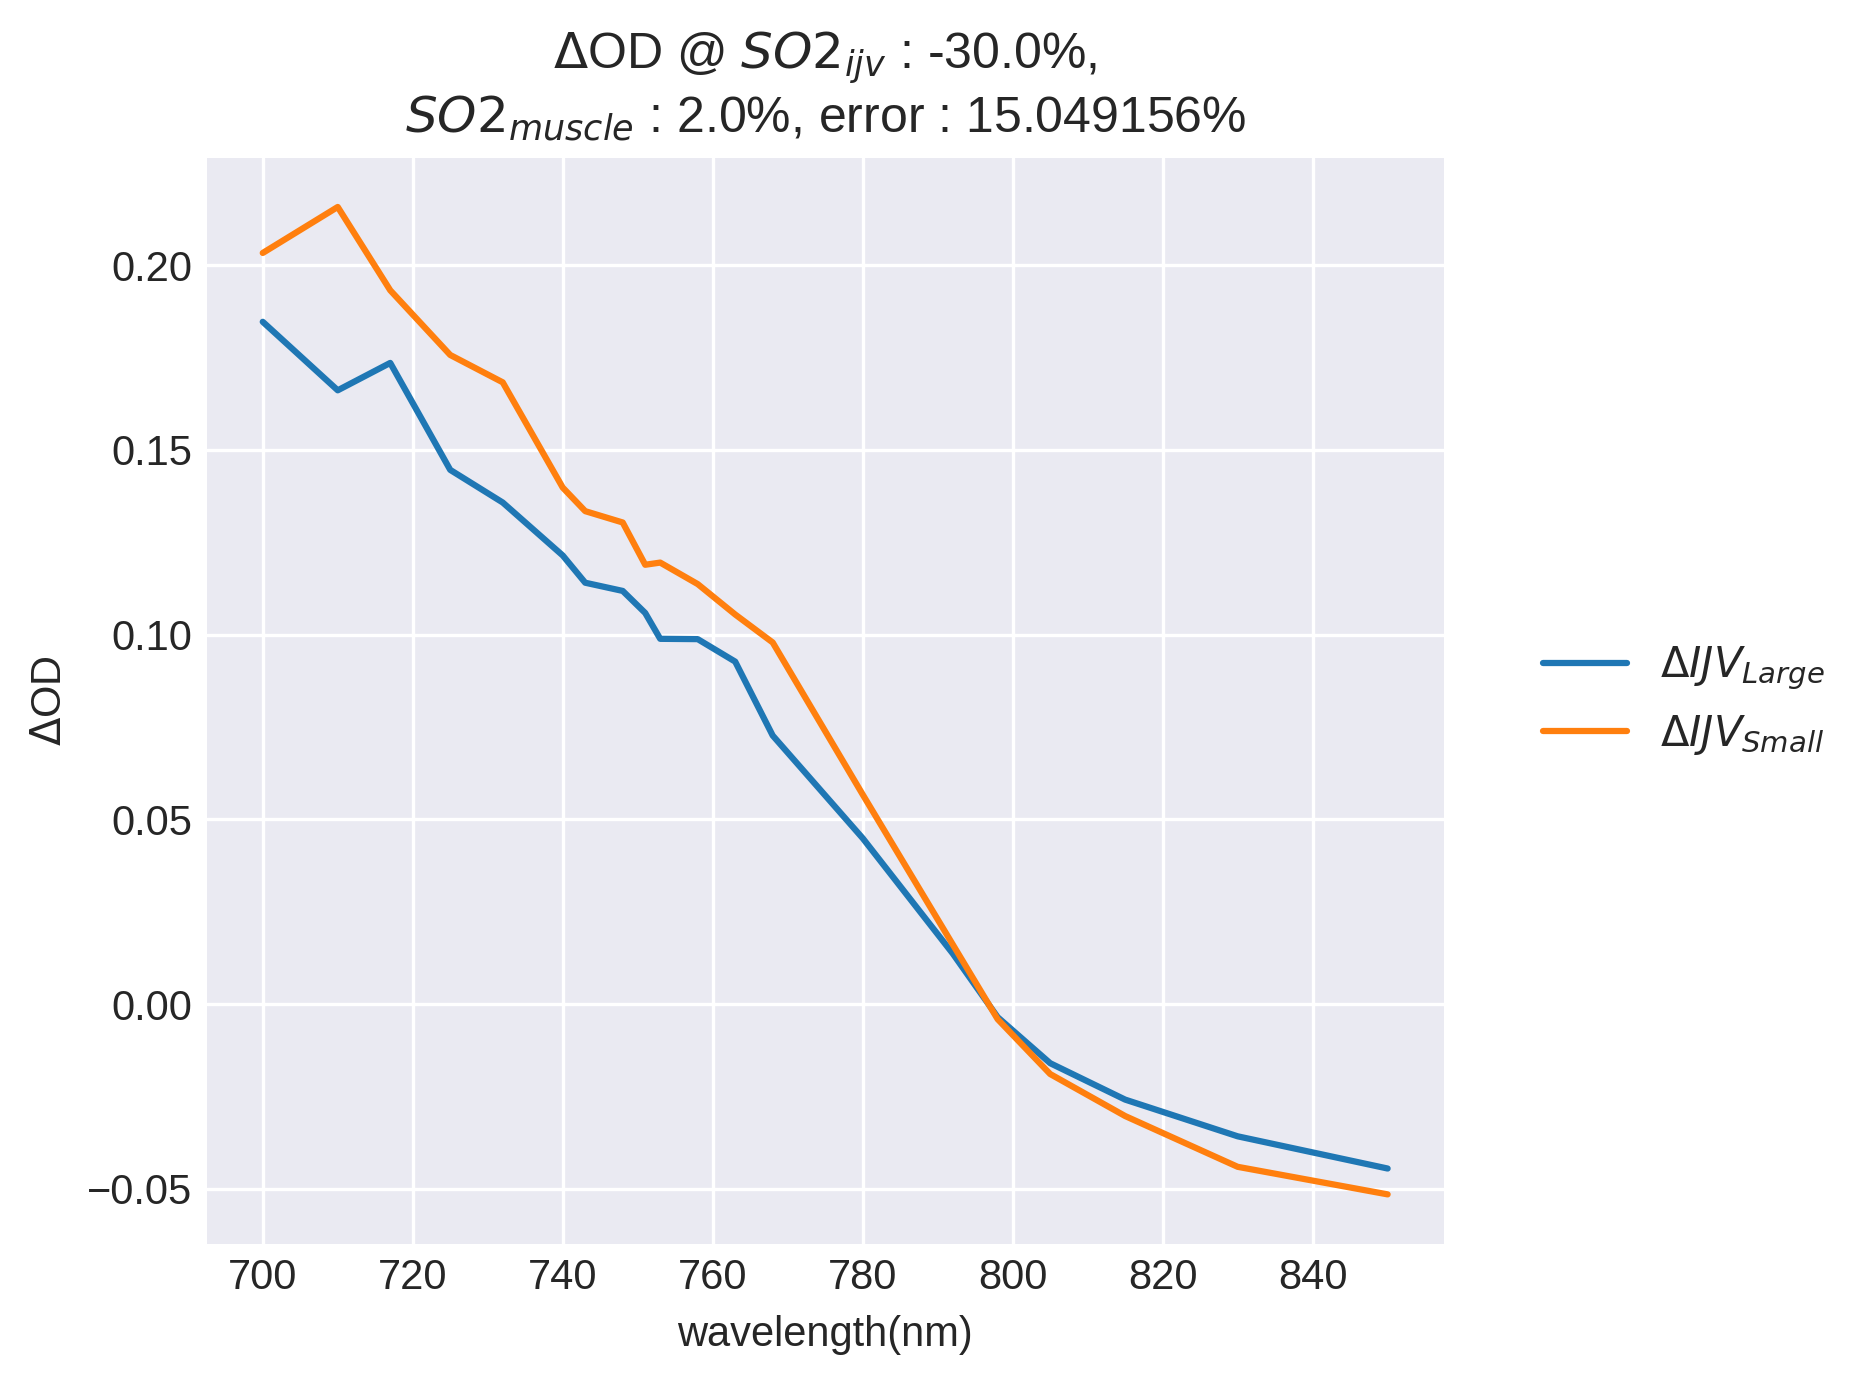 ΔOD @ SO2ijv : -30.0%,
SO2muscle : 2.0%, error : 15.049156%
0.20
0.15
0.10
0.05
0.00
−0.05
ΔOD
700 720 740 760 780 800 820 840
wavelength(nm)
ΔIJVLarge
ΔIJVSmall